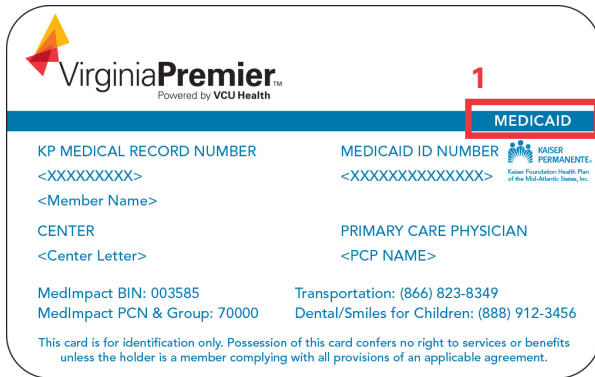 VirginiaPremier™
Powered by VCU Health
1
MEDICAID
KP MEDICAL RECORD NUMBER
<XXXXXXXXX>
<Member Name>
MEDICAID ID NUMBER
<XXXXXXXXXXXXXX>
KAISER PERMANENTE®
Kaiser Foundation Health Plan
of the Mid-Atlantic States, Inc.
CENTER
<Center Letter>
PRIMARY CARE PHYSICIAN
<PCP NAME>
MedImpact BIN: 003585
MedImpact PCN & Group: 70000
Transportation: (866) 823-8349
Dental/Smiles for Children: (888) 912-3456
This card is for identification only. Possession of this card confers no right to services or benefits
unless the holder is a member complying with all provisions of an applicable agreement.